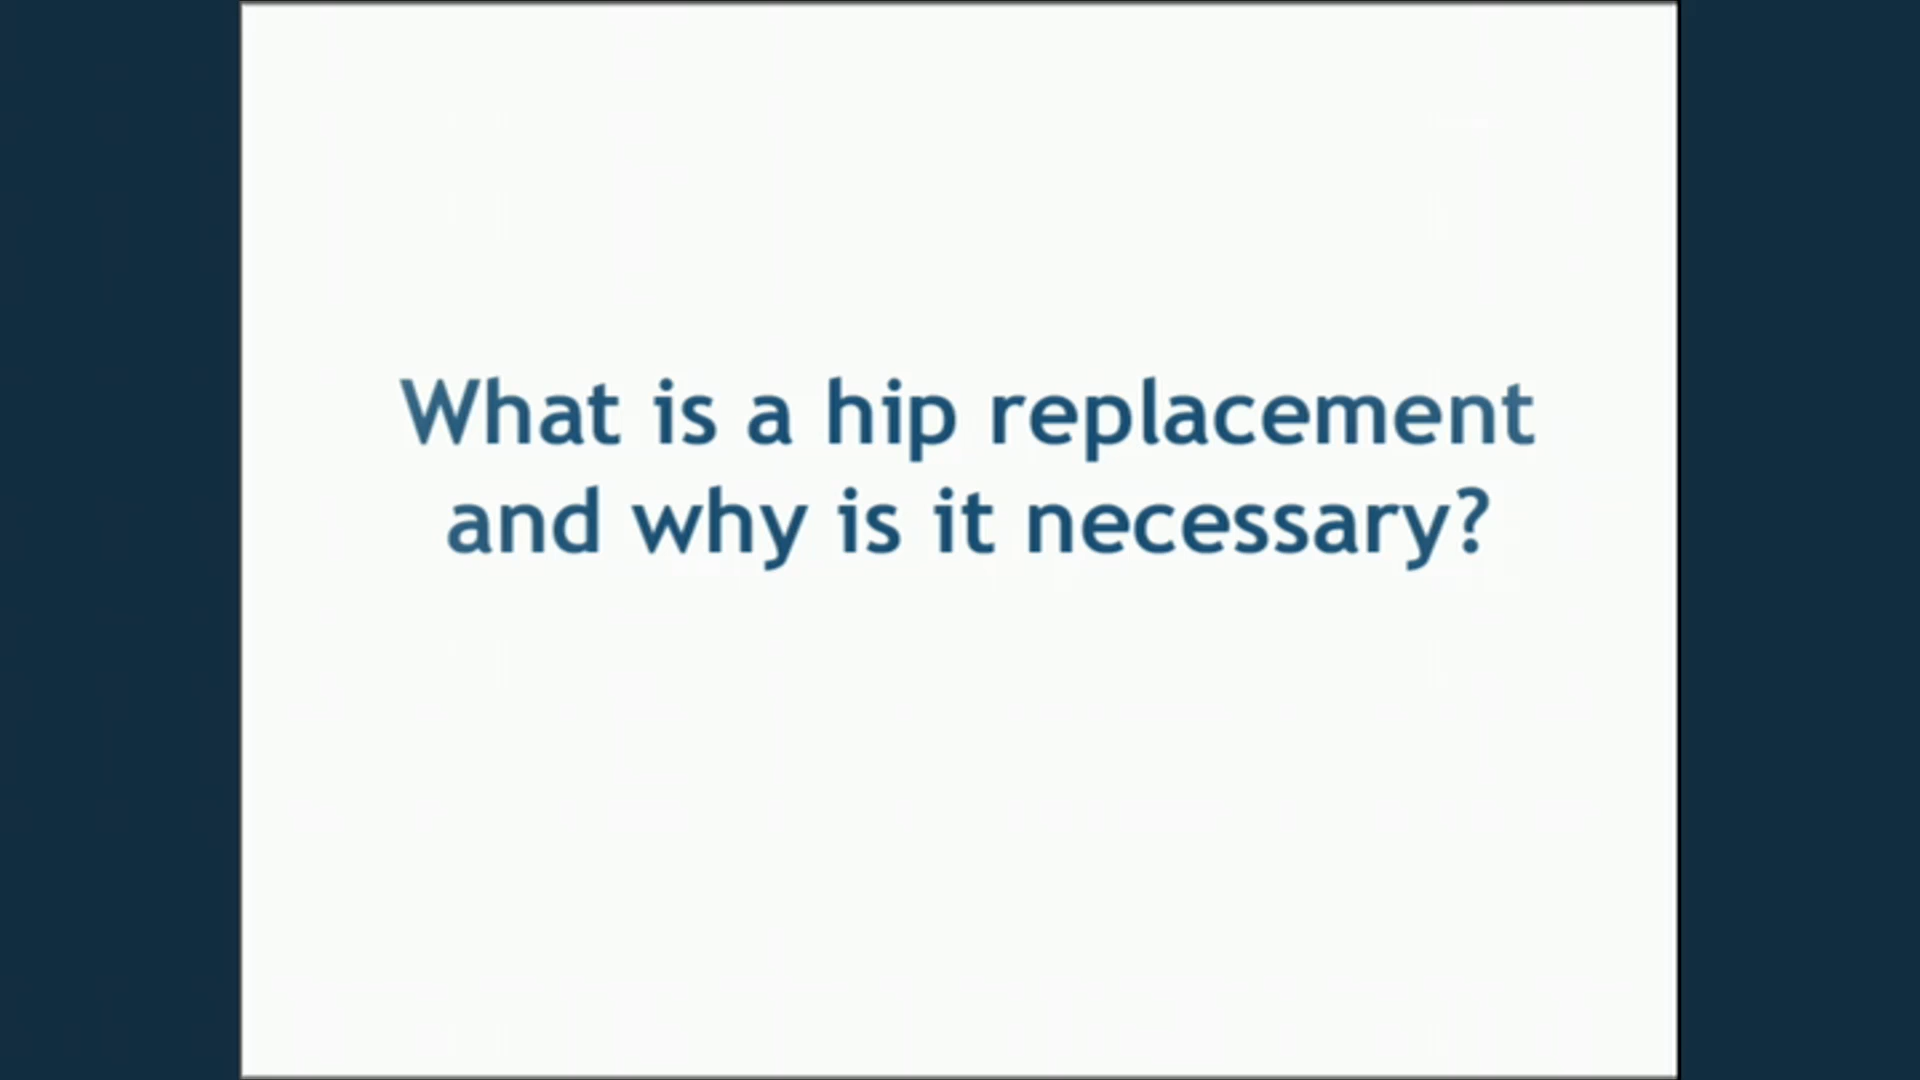 What is a hip replacement
and why is it necessary?